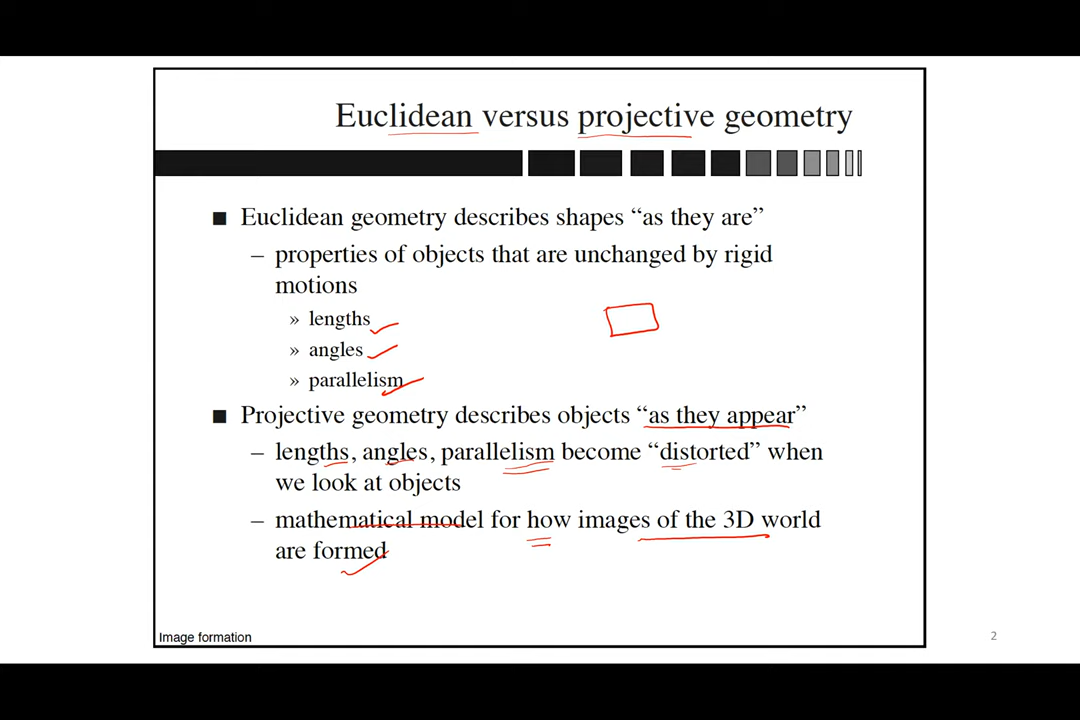 Euclidean versus projective geometry
■ Euclidean geometry describes shapes “as they are”
– properties of objects that are unchanged by rigid
motions
» lengths
» angles
» parallelism
■ Projective geometry describes objects “as they appear”
– lengths, angles, parallelism become “distorted” when
we look at objects
– mathematical model for how images of the 3D world
are formed
Image formation
2